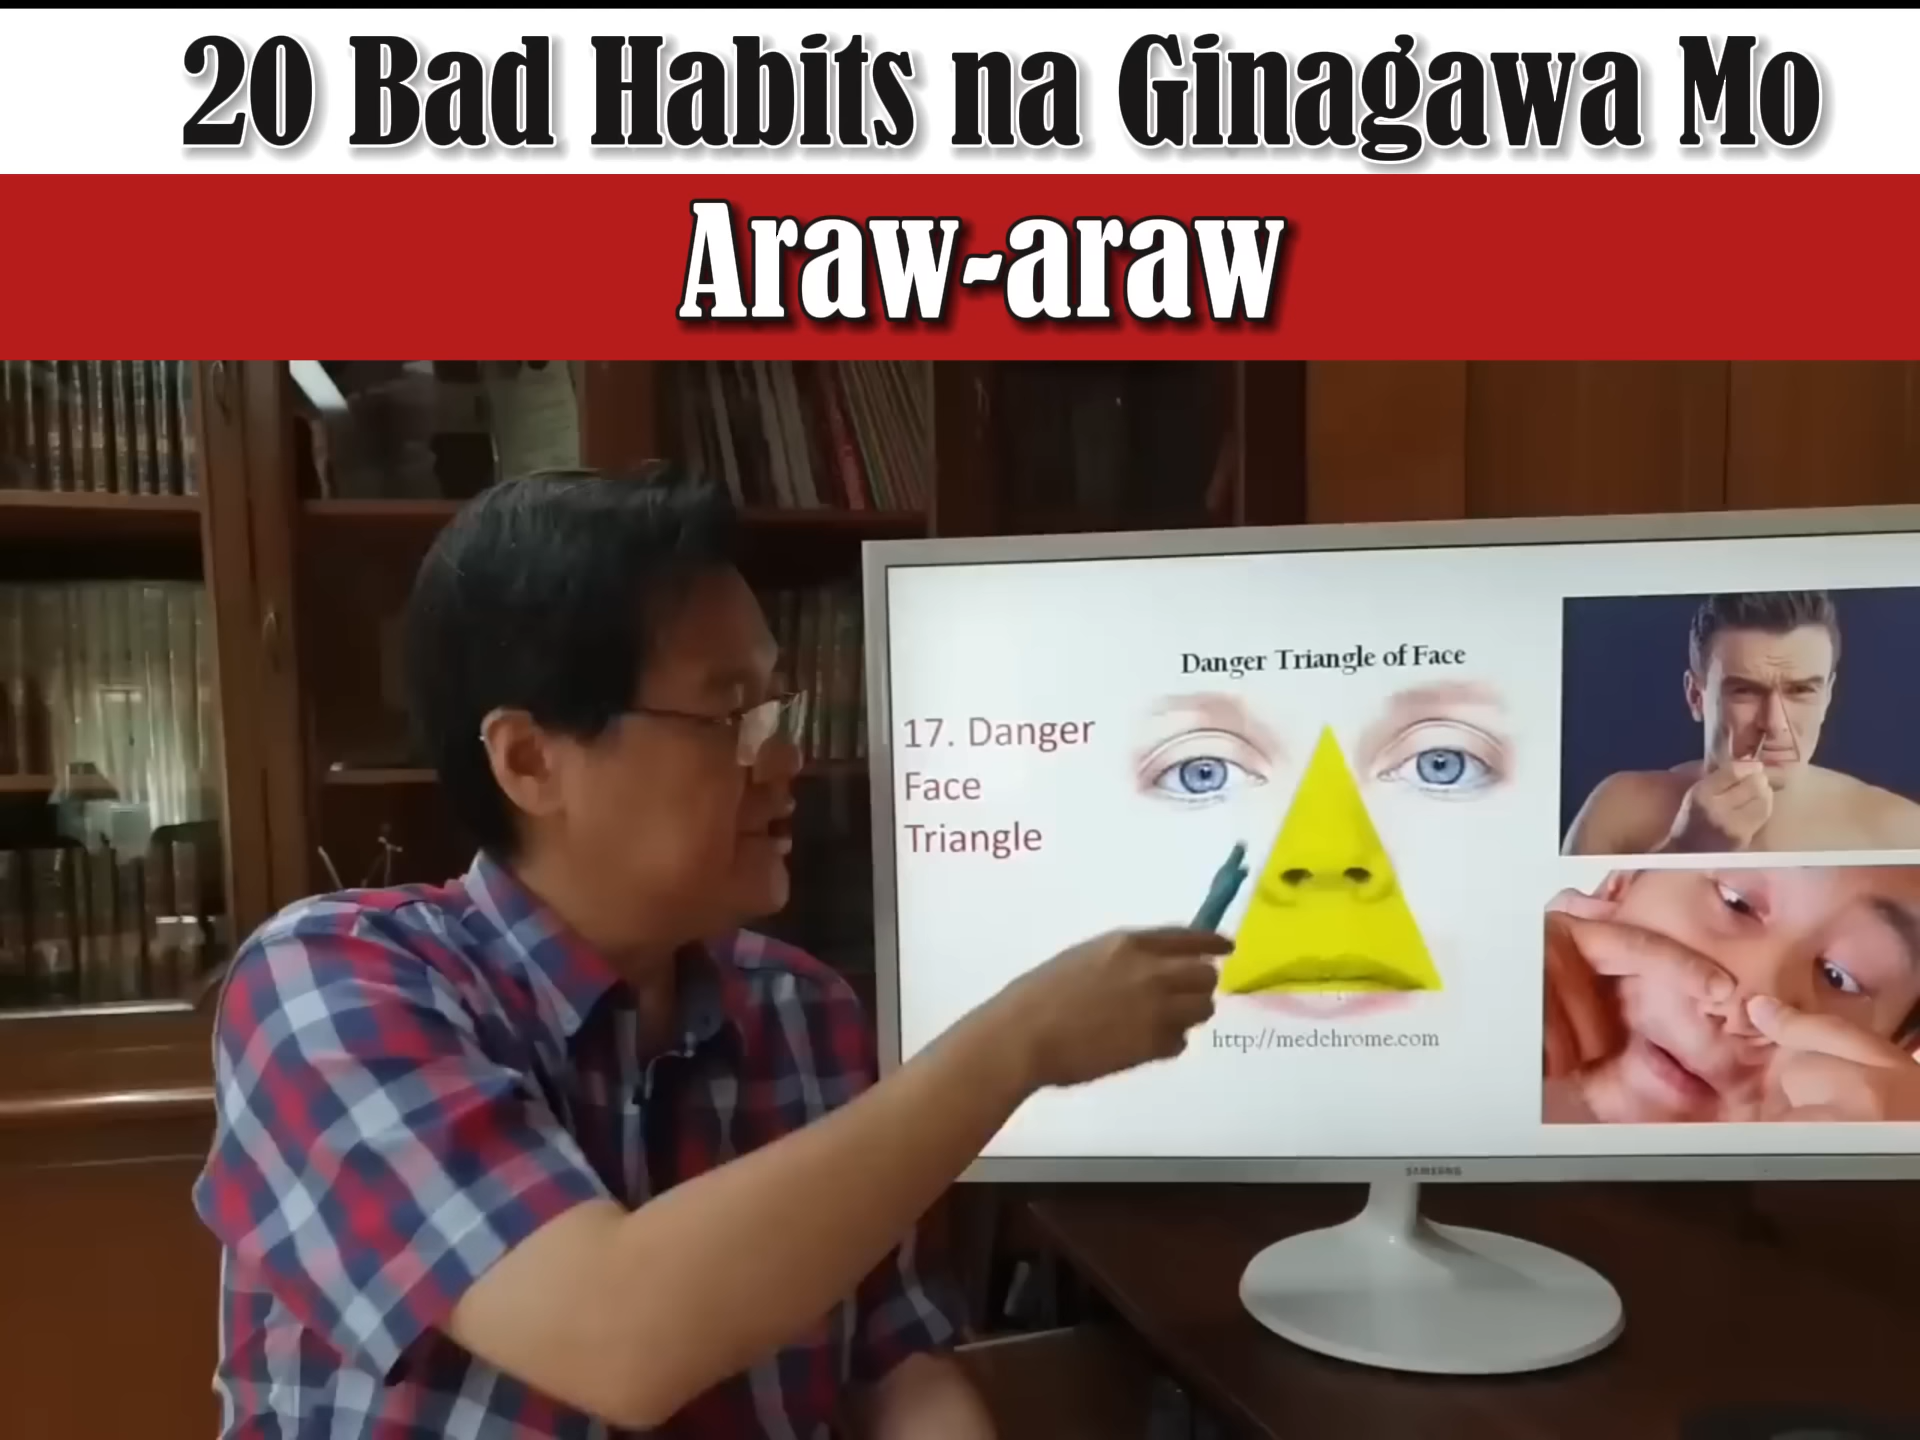 20 Bad Habits na Ginagawa Mo
Araw-araw
Danger Triangle of Face
17. Danger
Face
Triangle
http://medchrome.com
SAMSUNG